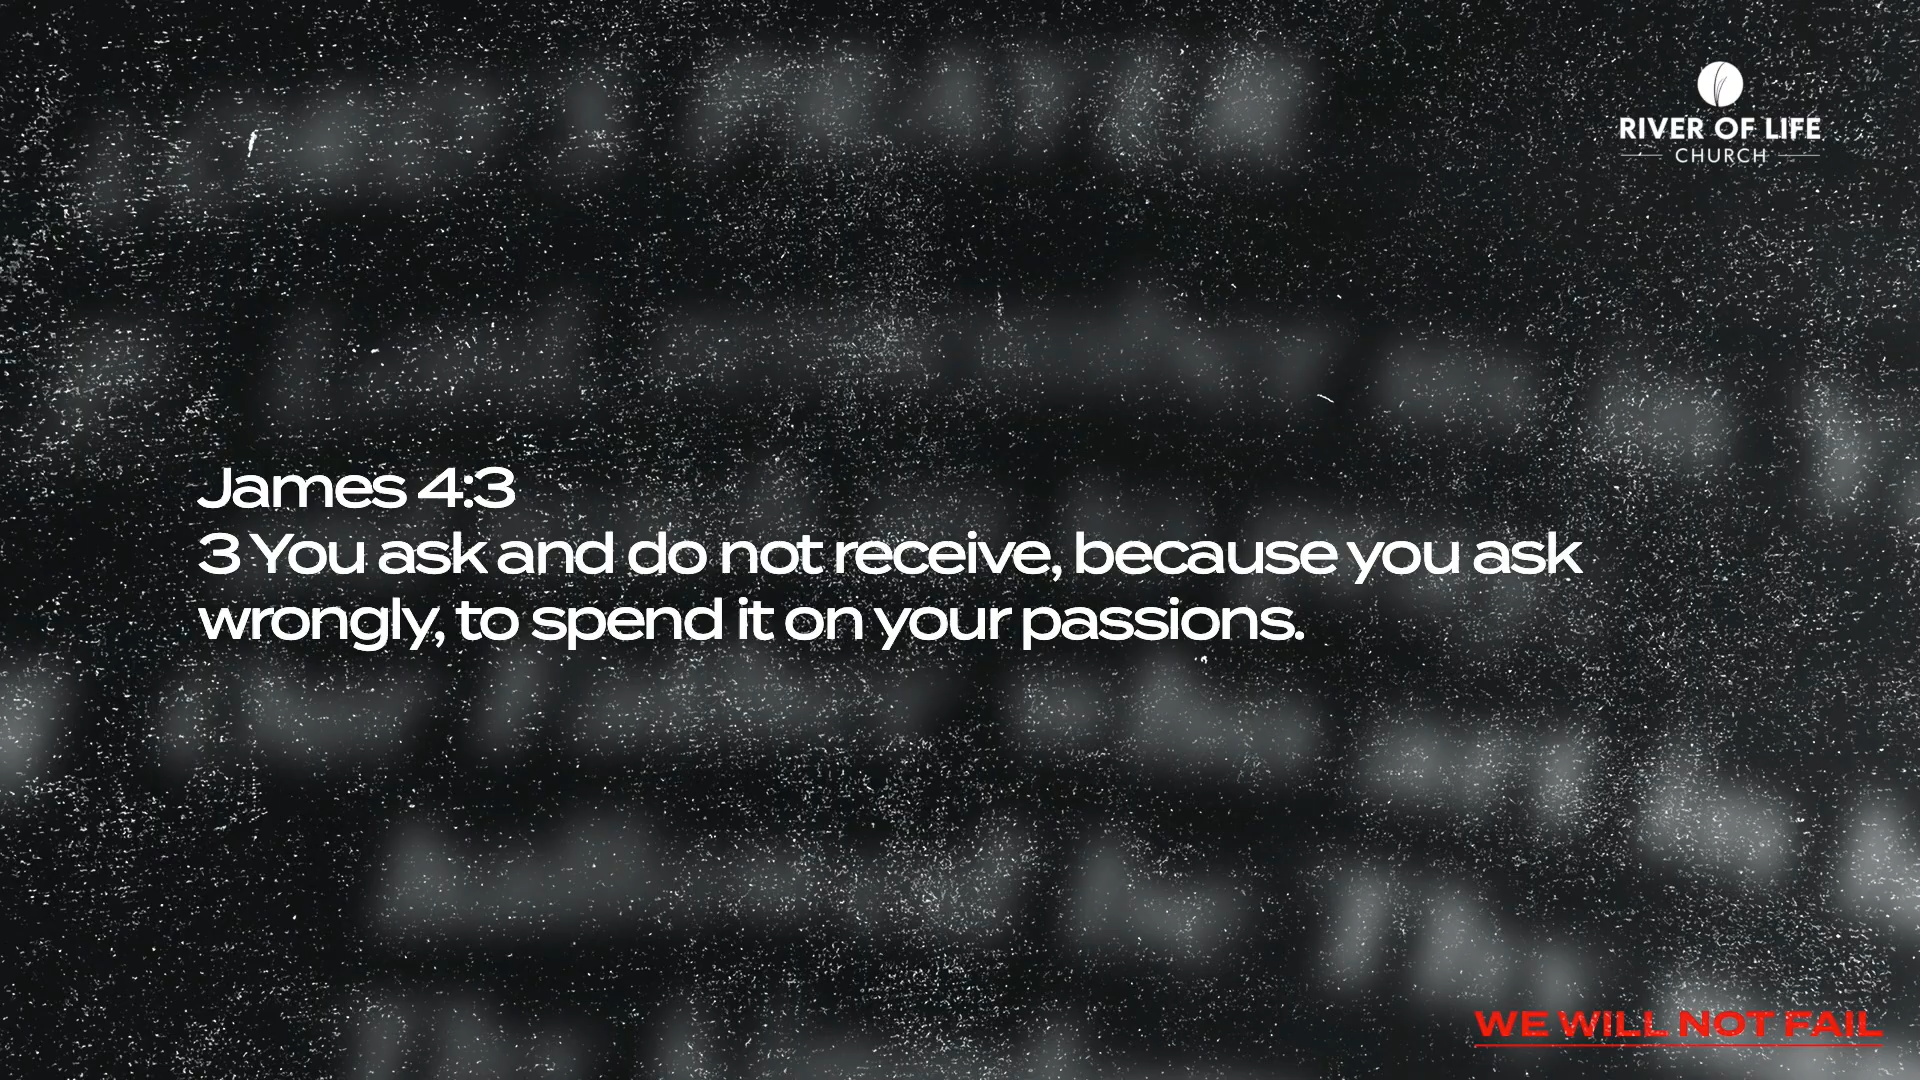 RIVER OF LIFE
CHURCH
James 4:3
3 You ask and do not receive, because you ask
wrongly, to spend it on your passions.
WE WILL NOT FAIL